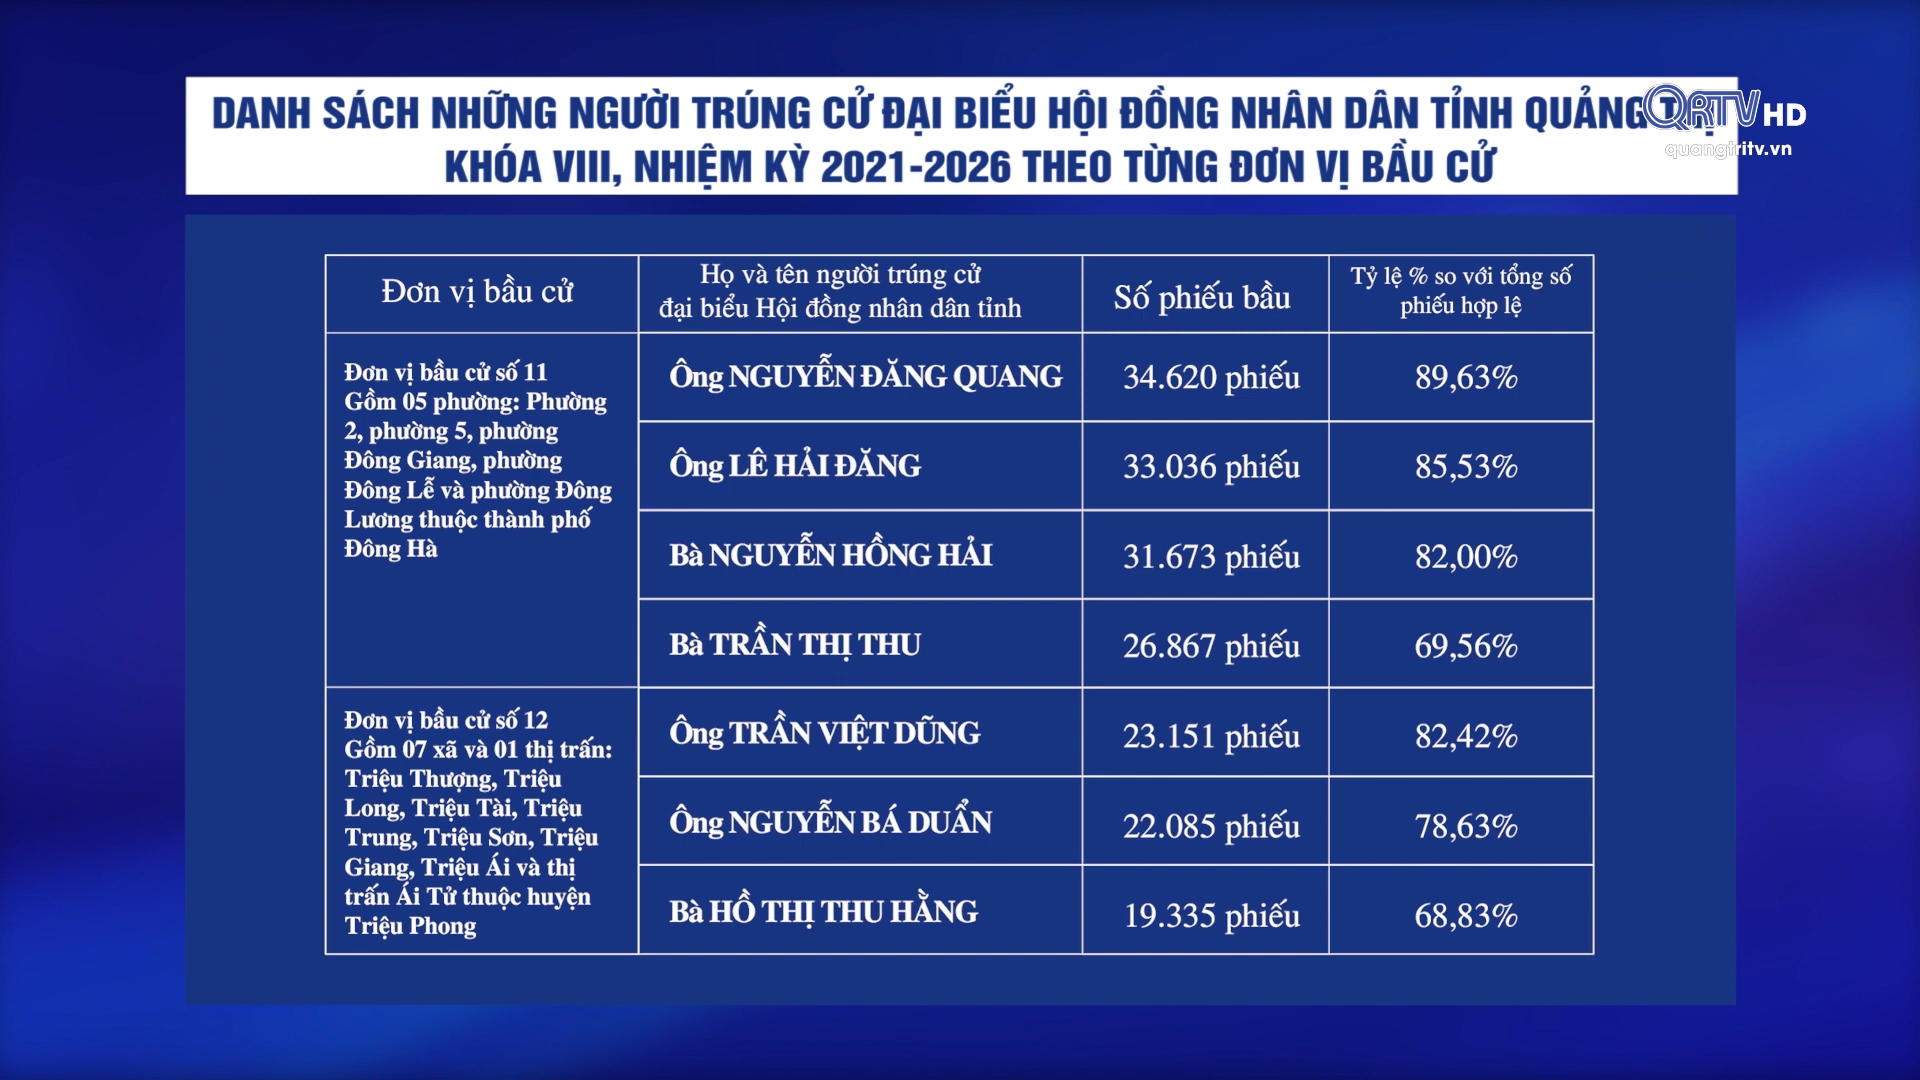 DANH SÁCH NHỮNG NGƯỜI TRÚNG CỬ ĐẠI BIỂU HỘI ĐỒNG NHÂN DÂN TỈNH QUẢNG TRỊ
KHÓA VIII, NHIỆM KỲ 2021-2026 THEO TỪNG ĐƠN VỊ BẦU CỬ
QRTV HD
quangtritv.vn
Đơn vị bầu cử
Họ và tên người trúng cử
đại biểu Hội đồng nhân dân tỉnh
Số phiếu bầu
Tỷ lệ % so với tổng số
phiếu hợp lệ
Đơn vị bầu cử số 11
Gồm 05 phường: Phường
2, phường 5, phường
Đông Giang, phường
Đông Lễ và phường Đông
Lương thuộc thành phố
Đông Hà
Ông NGUYỄN ĐĂNG QUANG
34.620 phiếu
89,63%
Ông LÊ HẢI ĐĂNG
33.036 phiếu
85,53%
Bà NGUYỄN HỒNG HẢI
31.673 phiếu
82,00%
Bà TRẦN THỊ THU
26.867 phiếu
69,56%
Đơn vị bầu cử số 12
Gồm 07 xã và 01 thị trấn:
Triệu Thượng, Triệu
Long, Triệu Tài, Triệu
Trung, Triệu Sơn, Triệu
Giang, Triệu Ái và thị
trấn Ái Tử thuộc huyện
Triệu Phong
Ông TRẦN VIỆT DŨNG
23.151 phiếu
82,42%
Ông NGUYỄN BÁ DUẨN
22.085 phiếu
78,63%
Bà HỒ THỊ THU HẰNG
19.335 phiếu
68,83%